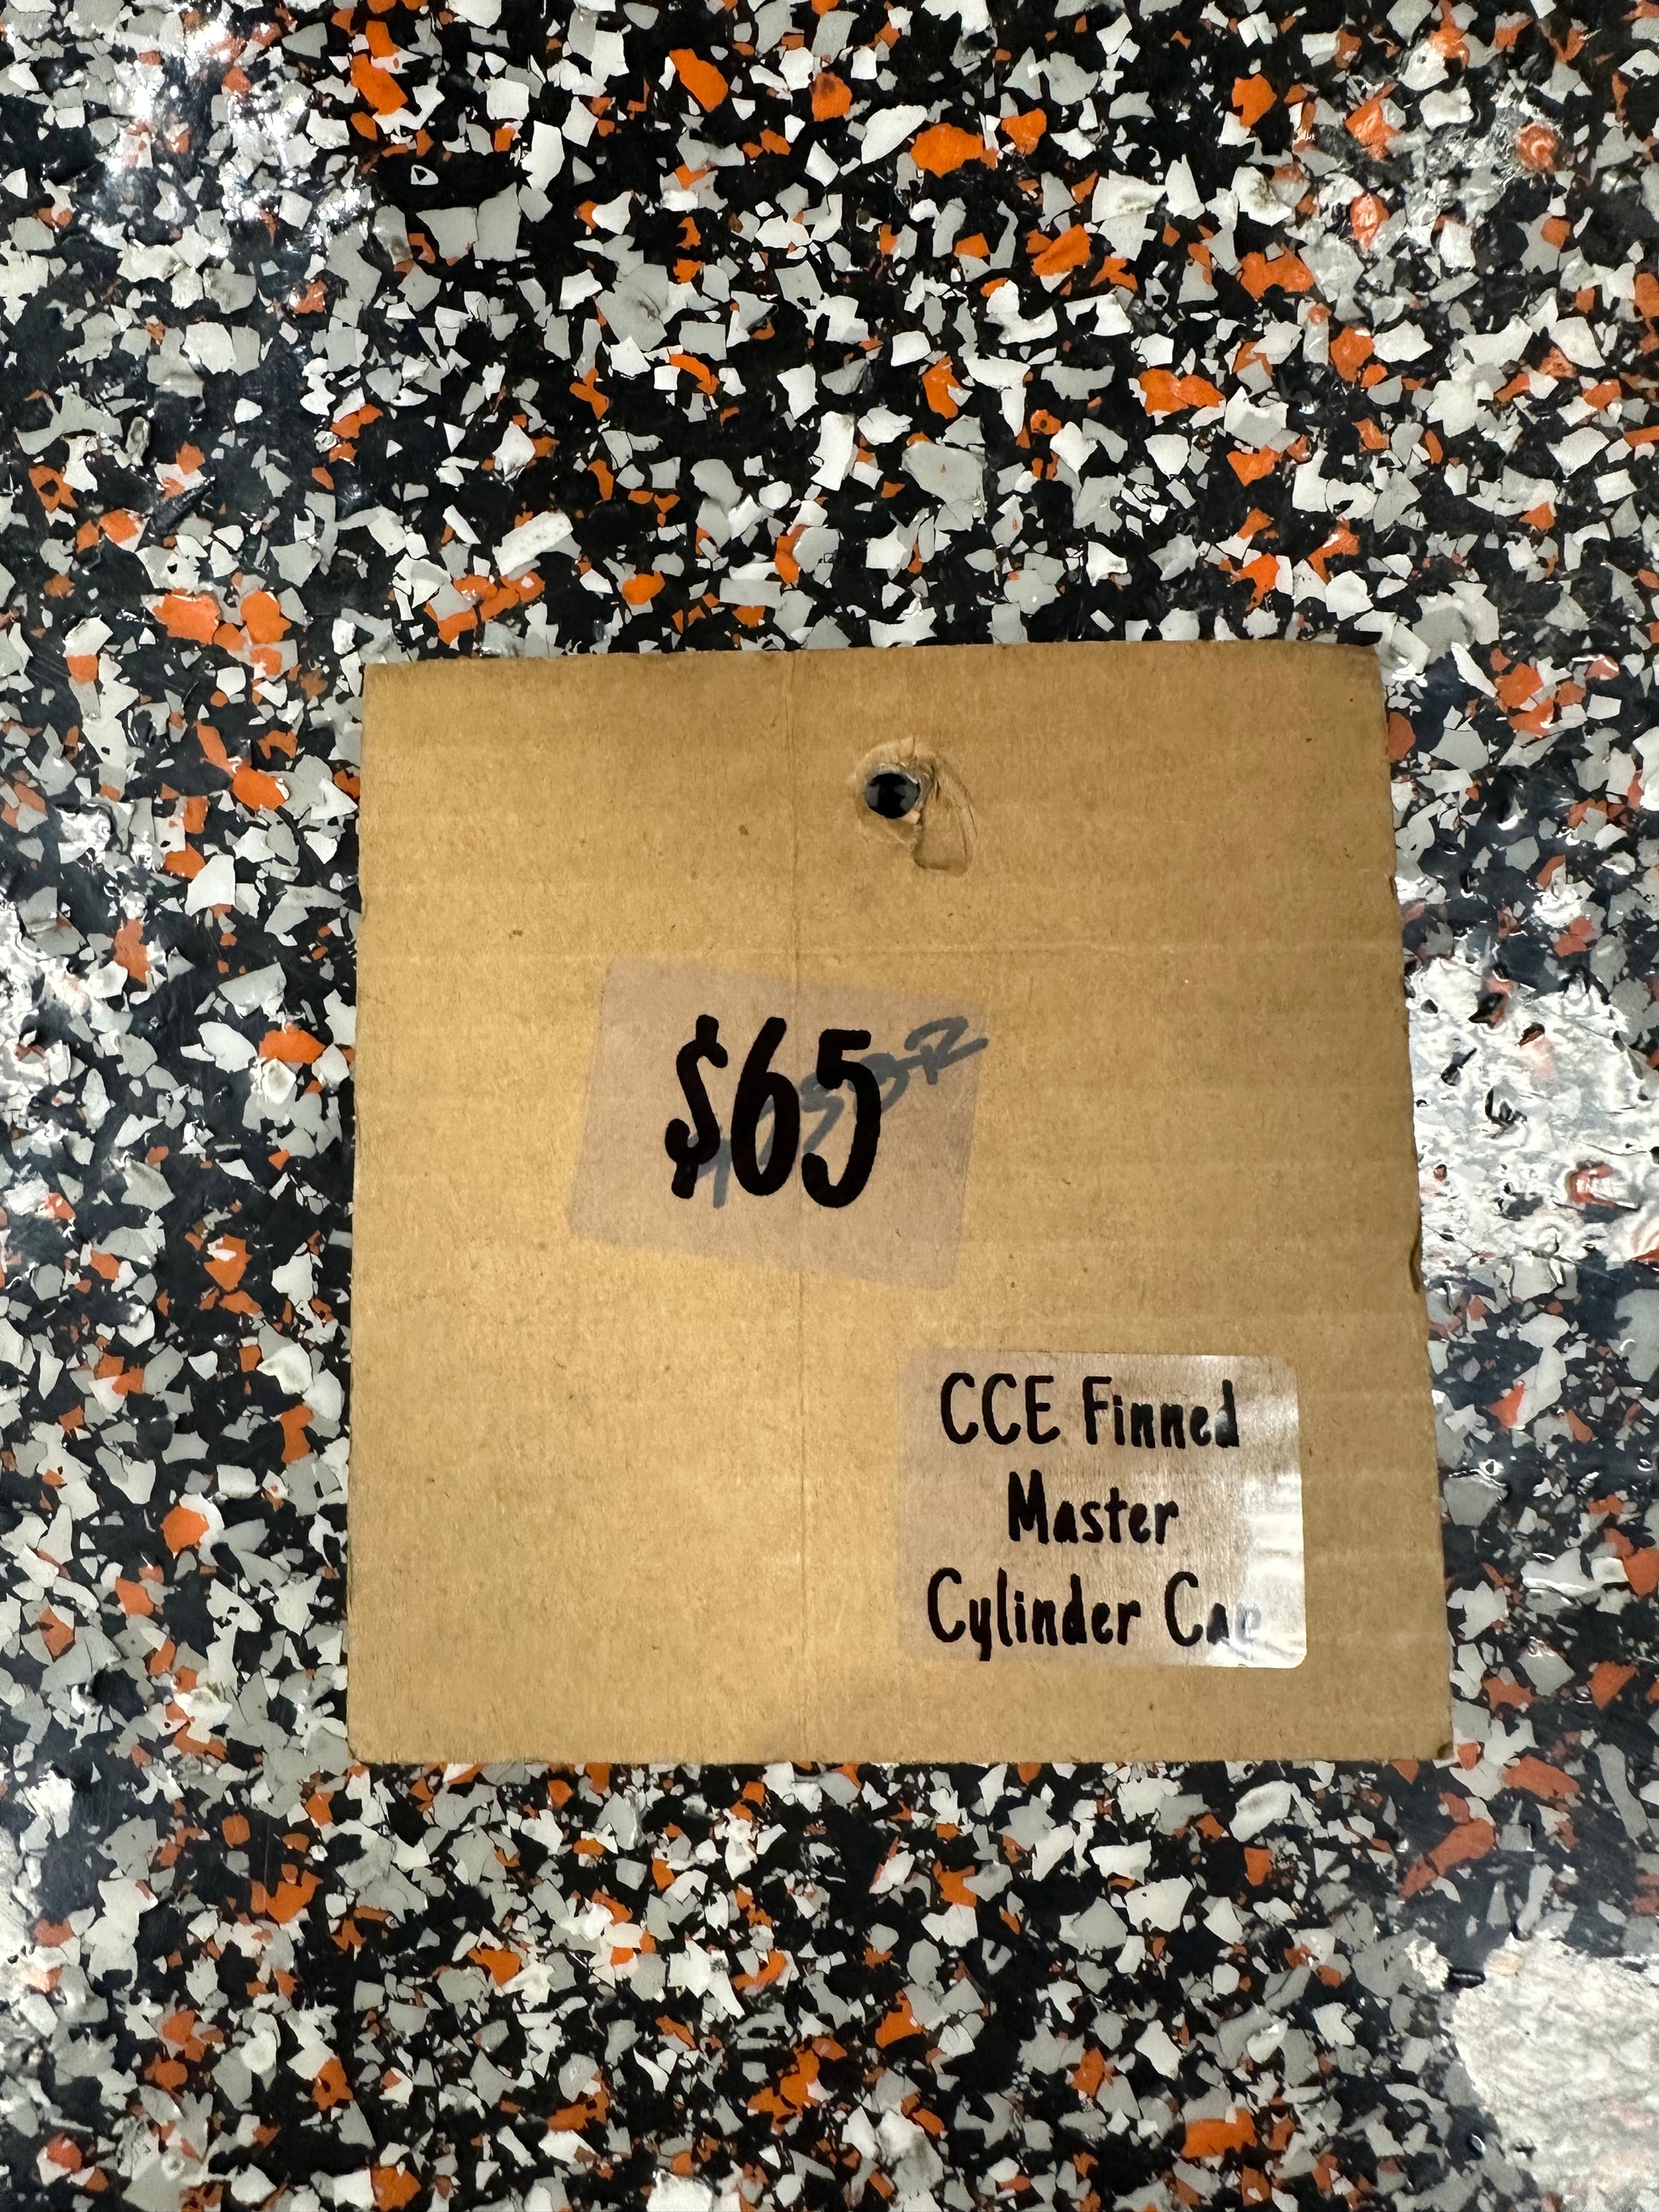 $65
CCE Finned
Master
Cylinder Cap